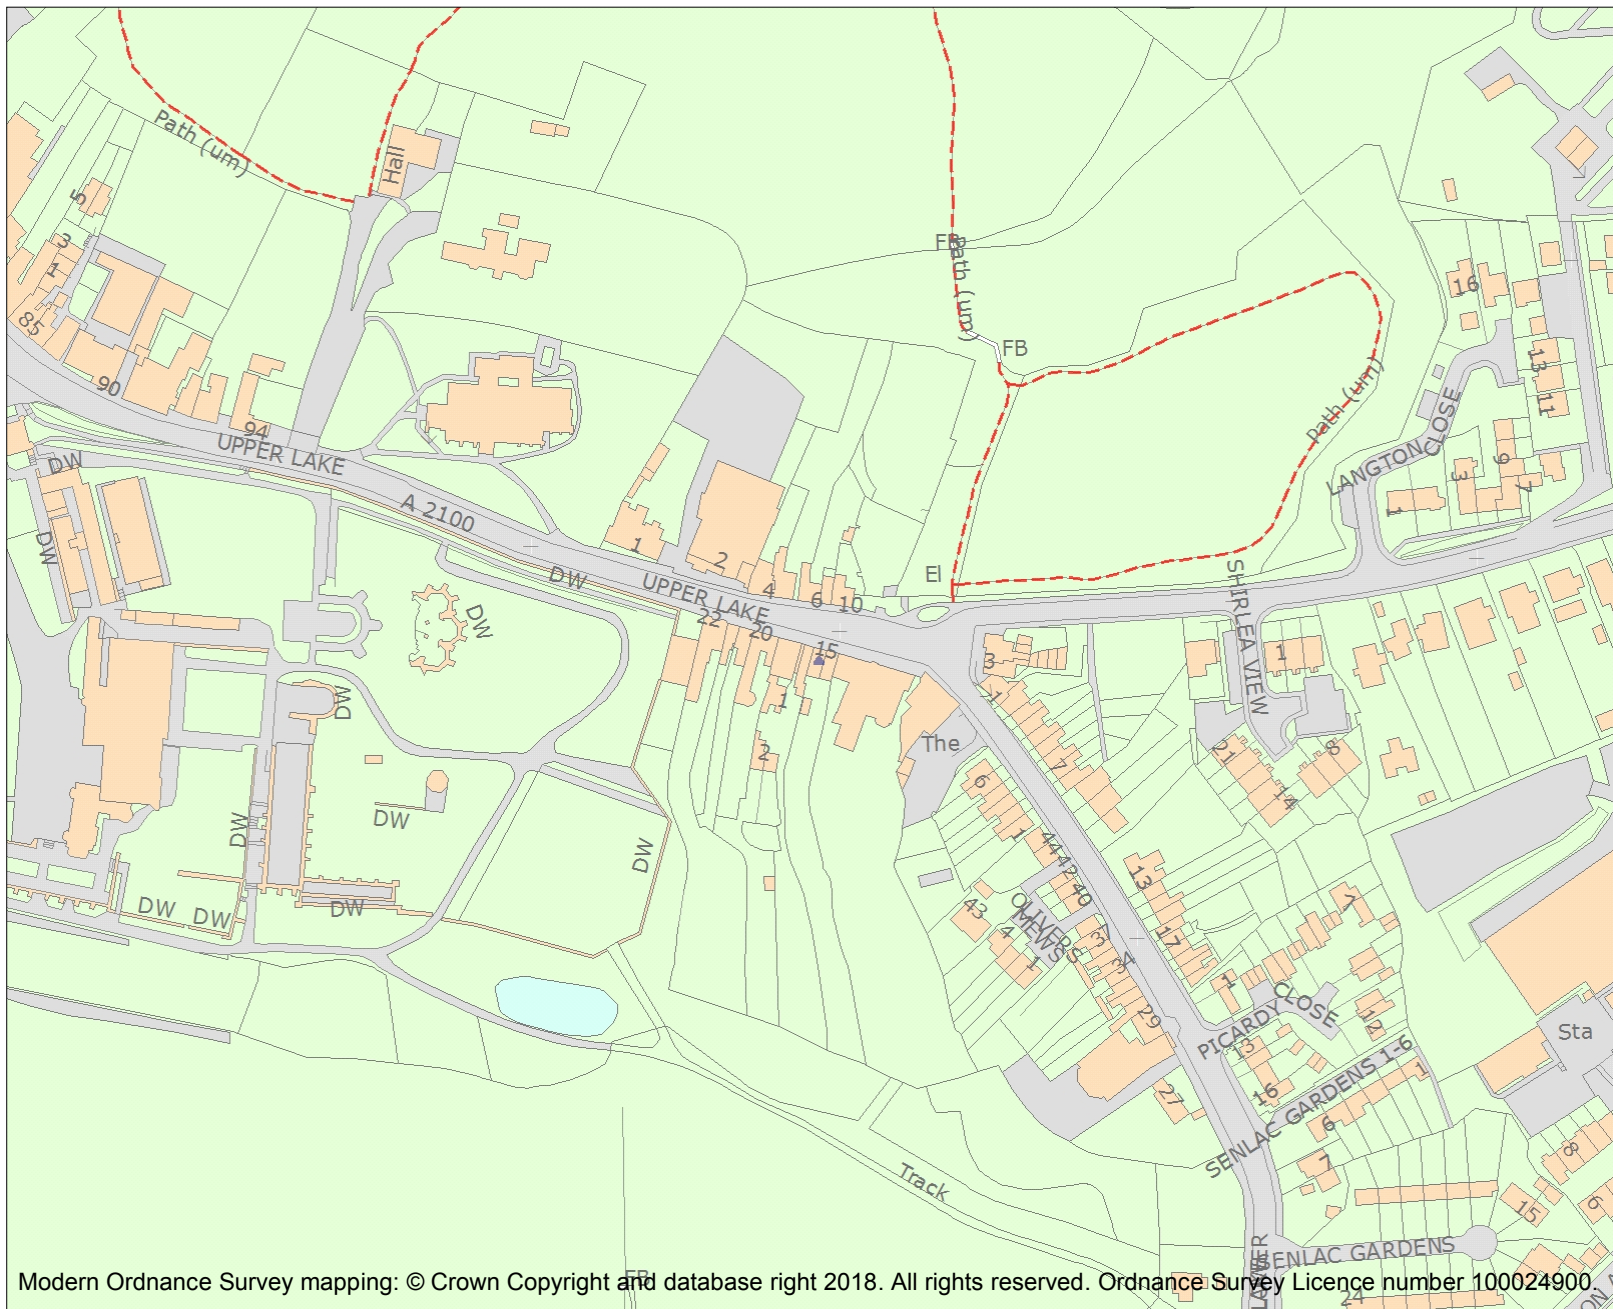 Path (um)
Hall
5
3
1
85
90
94
UPPER LAKE
A 2100
FB
Path (um)
FB
Path (um)
16
13
11
LANGTON
CLOSE
9
7
3
1
DW
DW
DW
DW
1
2
4
6
10
El
UPPER LAKE
22
20
15
1
2
3
1
The
7
6
1
SHIRLEA VIEW
1
21
14
8
DW
DW
DW
DW
DW
DW
DW
44
42
40
OLIVERS
MEWS
43
4
1
37
34
13
17
7
1
29
27
PICARDY
CLOSE
12
13
16
SENLAC GARDENS 1-6
1
6
7
Sta
8
15
6
Track
SENLAC GARDENS
24
FB
Modern Ordnance Survey mapping: © Crown Copyright and database right 2018. All rights reserved. Ordnance Survey Licence number 100024900.